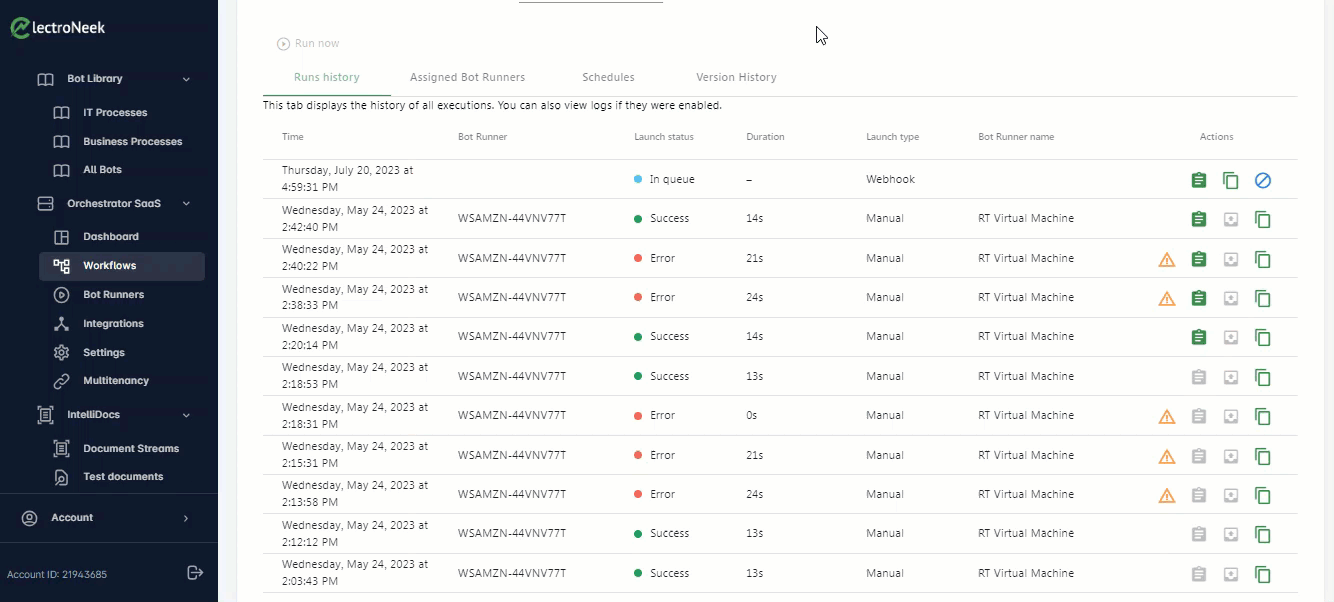 lectroNeek
Bot Library
IT Processes
Business Processes
All Bots
Orchestrator SaaS
Dashboard
Workflows
Bot Runners
Integrations
Settings
Multitenancy
IntelliDocs
Document Streams
Test documents
Account
Account ID: 21943685
Run now
Runs history Assigned Bot Runners Schedules Version History
This tab displays the history of all executions. You can also view logs if they were enabled.
Time Bot Runner Launch status Duration Launch type Bot Runner name Actions
Thursday, July 20, 2023 at
4:59:31 PM In queue – Webhook
Wednesday, May 24, 2023 at
2:42:40 PM WSAMZN-44VNV77T Success 14s Manual RT Virtual Machine
Wednesday, May 24, 2023 at
2:40:22 PM WSAMZN-44VNV77T Error 21s Manual RT Virtual Machine
Wednesday, May 24, 2023 at
2:38:33 PM WSAMZN-44VNV77T Error 24s Manual RT Virtual Machine
Wednesday, May 24, 2023 at
2:20:14 PM WSAMZN-44VNV77T Success 14s Manual RT Virtual Machine
Wednesday, May 24, 2023 at
2:18:53 PM WSAMZN-44VNV77T Success 13s Manual RT Virtual Machine
Wednesday, May 24, 2023 at
2:18:31 PM WSAMZN-44VNV77T Error 0s Manual RT Virtual Machine
Wednesday, May 24, 2023 at
2:15:31 PM WSAMZN-44VNV77T Error 21s Manual RT Virtual Machine
Wednesday, May 24, 2023 at
2:13:58 PM WSAMZN-44VNV77T Error 24s Manual RT Virtual Machine
Wednesday, May 24, 2023 at
2:12:12 PM WSAMZN-44VNV77T Success 13s Manual RT Virtual Machine
Wednesday, May 24, 2023 at
2:03:43 PM WSAMZN-44VNV77T Success 13s Manual RT Virtual Machine